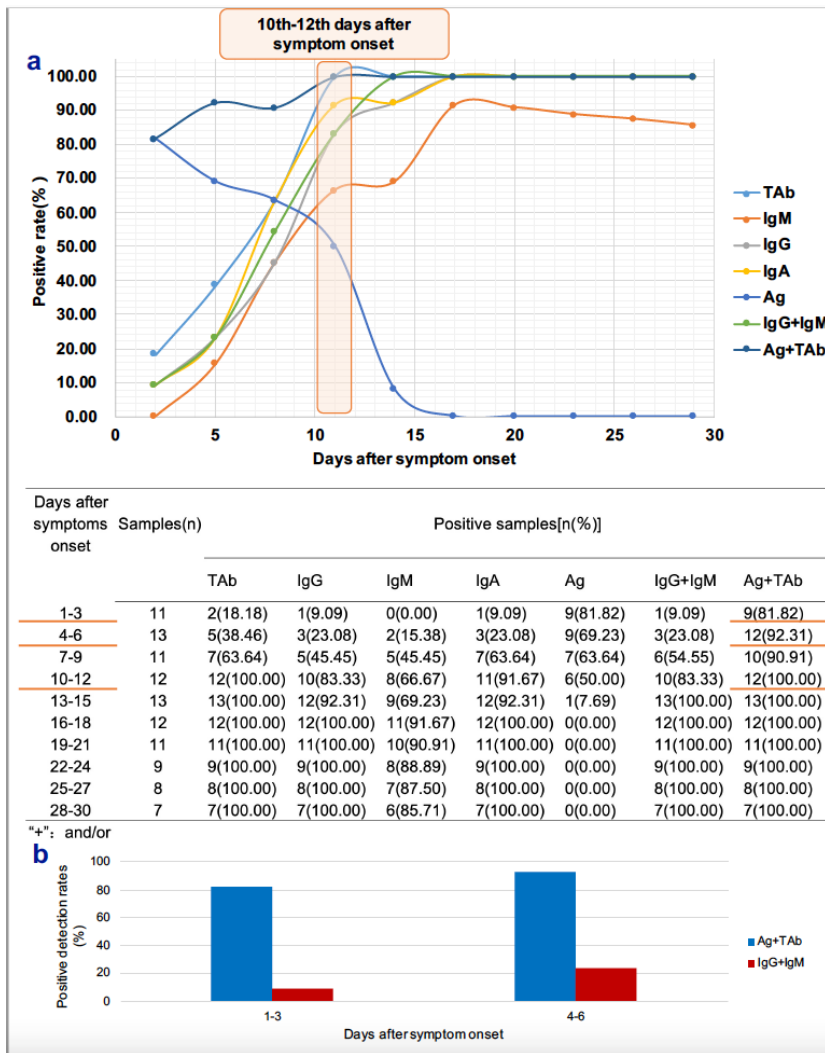 10th-12th days after
symptom onset
a
100.00
90.00
80.00
70.00
60.00
50.00
40.00
30.00
20.00
10.00
0.00
Positive rate(%)
0 5 10 15 20 25 30
Days after symptom onset
TAb
IgM
IgG
IgA
Ag
IgG+IgM
Ag+TAb
Days after symptoms onset Samples(n) Positive samples[n(%)]
TAb IgG IgM IgA Ag IgG+IgM Ag+TAb
1-3 11 2(18.18) 1(9.09) 0(0.00) 1(9.09) 9(81.82) 1(9.09) 9(81.82)
4-6 13 5(38.46) 3(23.08) 2(15.38) 3(23.08) 9(69.23) 3(23.08) 12(92.31)
7-9 11 7(63.64) 5(45.45) 5(45.45) 7(63.64) 7(63.64) 6(54.55) 10(90.91)
10-12 12 12(100.00) 10(83.33) 8(66.67) 11(91.67) 6(50.00) 10(83.33) 12(100.00)
13-15 13 13(100.00) 12(92.31) 9(69.23) 12(92.31) 1(7.69) 13(100.00) 13(100.00)
16-18 12 12(100.00) 12(100.00) 11(91.67) 12(100.00) 0(0.00) 12(100.00) 12(100.00)
19-21 11 11(100.00) 11(100.00) 10(90.91) 11(100.00) 0(0.00) 11(100.00) 11(100.00)
22-24 9 9(100.00) 9(100.00) 8(88.89) 9(100.00) 0(0.00) 9(100.00) 9(100.00)
25-27 8 8(100.00) 8(100.00) 7(87.50) 8(100.00) 0(0.00) 8(100.00) 8(100.00)
28-30 7 7(100.00) 7(100.00) 6(85.71) 7(100.00) 0(0.00) 7(100.00) 7(100.00)
"+": and/or
b
Positive detection rates
(%)
100
80
60
40
20
0
1-3 4-6
Days after symptom onset
Ag+TAb
IgG+IgM